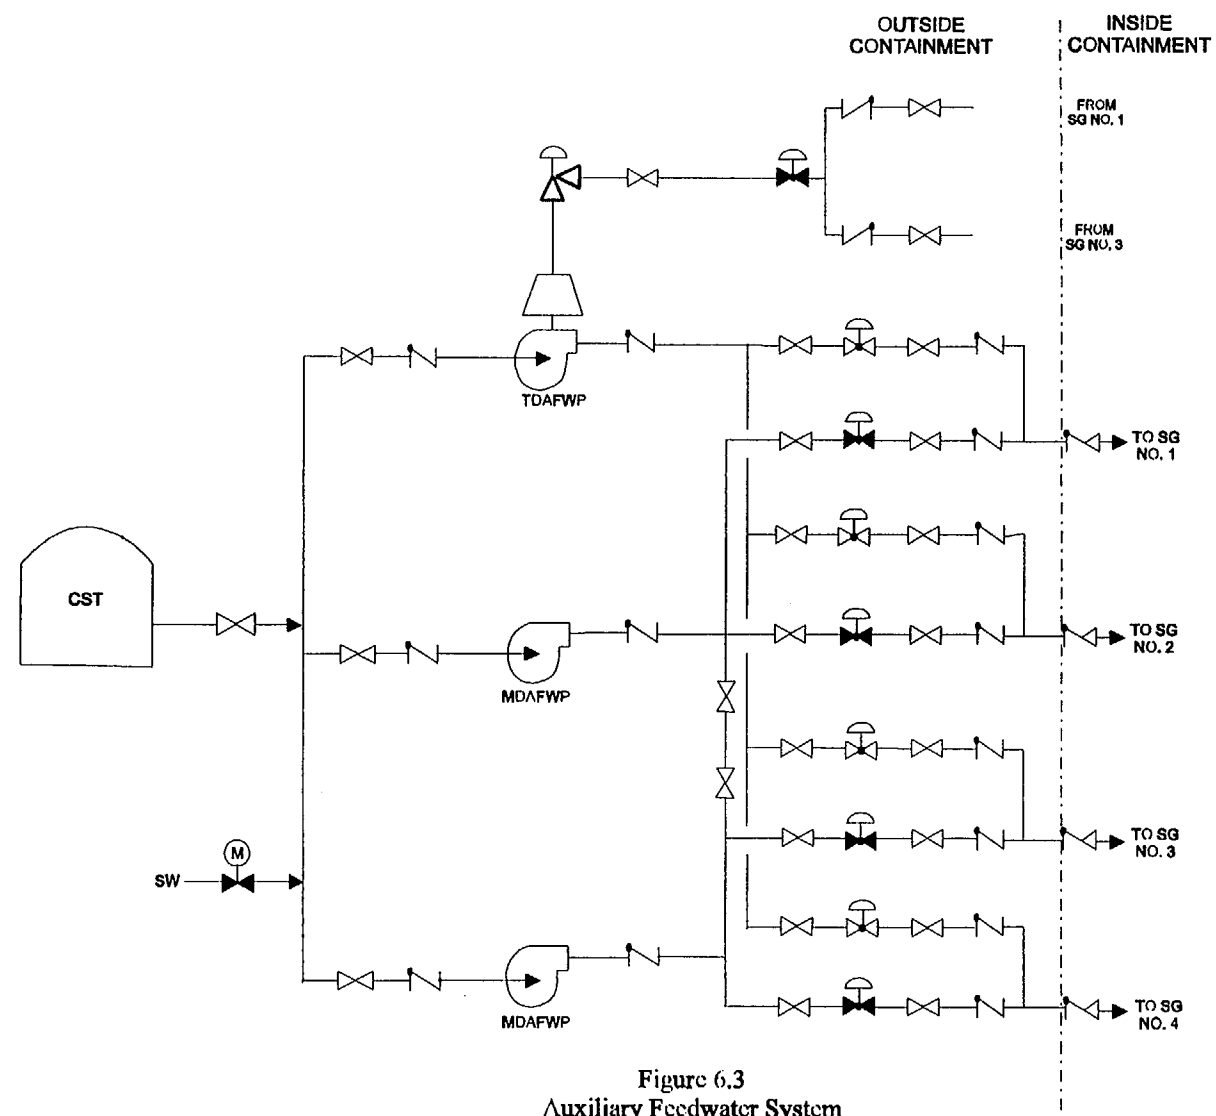 OUTSIDE
CONTAINMENT
INSIDE
CONTAINMENT
FROM
SG NO. 1
FROM
SG NO. 3
TDAFWP
TO SG
NO. 1
CST
TO SG
NO. 2
MDAFWP
TO SG
NO. 3
M
SW
TO SG
NO. 4
MDAFWP
Figure 6.3
Auxiliary Feedwater System